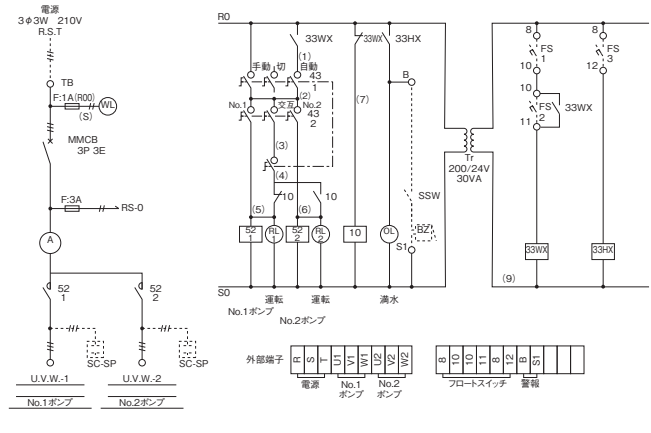 電源
3φ3W 210V
R.S.T
TB
F:1A(R00)
WL
(S)
MMCB
3P 3E
F:3A
RS-0
A
52
1
52
2
SC-SP
SC-SP
U.V.W.-1
U.V.W.-2
No.1ポンプ
No.2ポンプ
R0
33WX
33WX
33HX
(1)
手動
切
自動
43
1
(2)
No.1
交互
No.2
43
2
(7)
B
(3)
(4)
10
10
SSW
(5)
(6)
52
1
RL
1
52
2
RL
2
10
OL
BZ
S1
S0
運転
運転
満水
No.1ポンプ
No.2ポンプ
Tr
200/24V
30VA
8
FS
1
10
10
FS
2
33WX
11
8
FS
3
12
33WX
33HX
(9)
外部端子
R
S
T
U1
V1
W1
U2
V2
W2
電源
No.1
ポンプ
No.2
ポンプ
8
10
10
11
8
12
B
S1
フロートスイッチ
警報